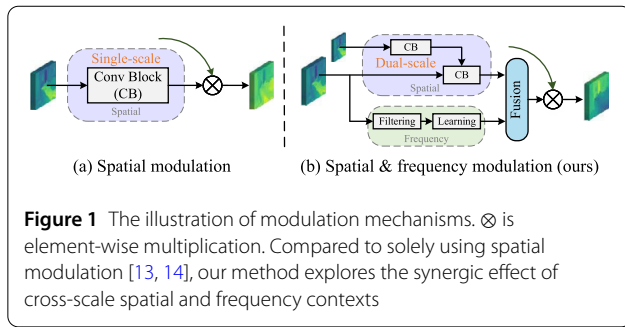 Single-scale
Conv Block
(CB)
Spatial
(a) Spatial modulation
CB
Dual-scale
CB
Spatial
Filtering
Learning
Frequency
Fusion
(b) Spatial & frequency modulation (ours)
Figure 1 The illustration of modulation mechanisms. ⊗ is
element-wise multiplication. Compared to solely using spatial
modulation [13, 14], our method explores the synergic effect of
cross-scale spatial and frequency contexts